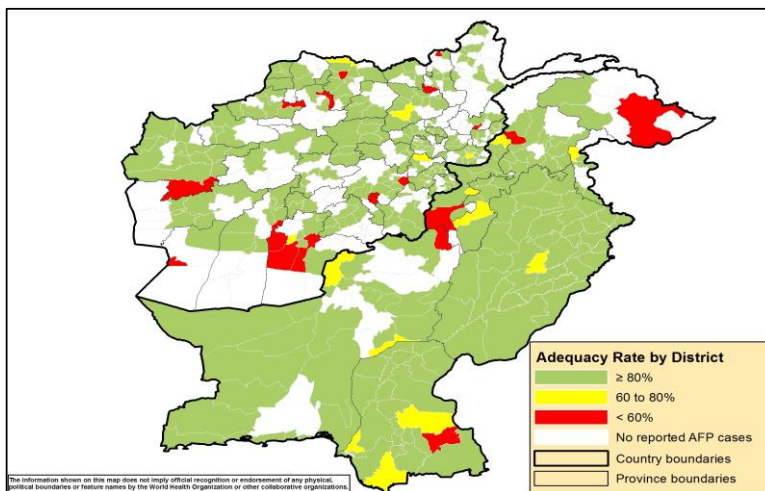 Adequacy Rate by District
≥ 80%
60 to 80%
< 60%
No reported AFP cases
Country boundaries
Province boundaries
The information shown on this map does not imply official recognition or endorsement of any physical,
political boundaries or feature names by the World Health Organization or other collaborative organizations.